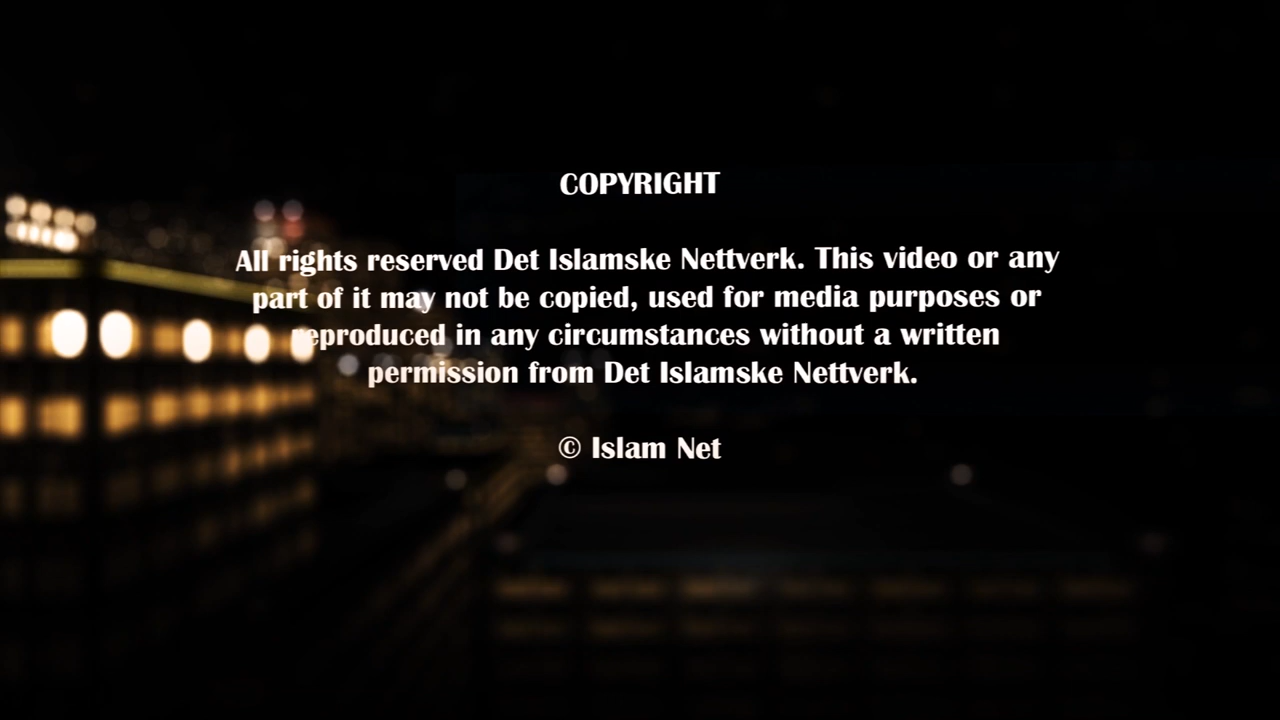 COPYRIGHT
All rights reserved Det Islamske Nettverk. This video or any
part of it may not be copied, used for media purposes or
reproduced in any circumstances without a written
permission from Det Islamske Nettverk.
© Islam Net